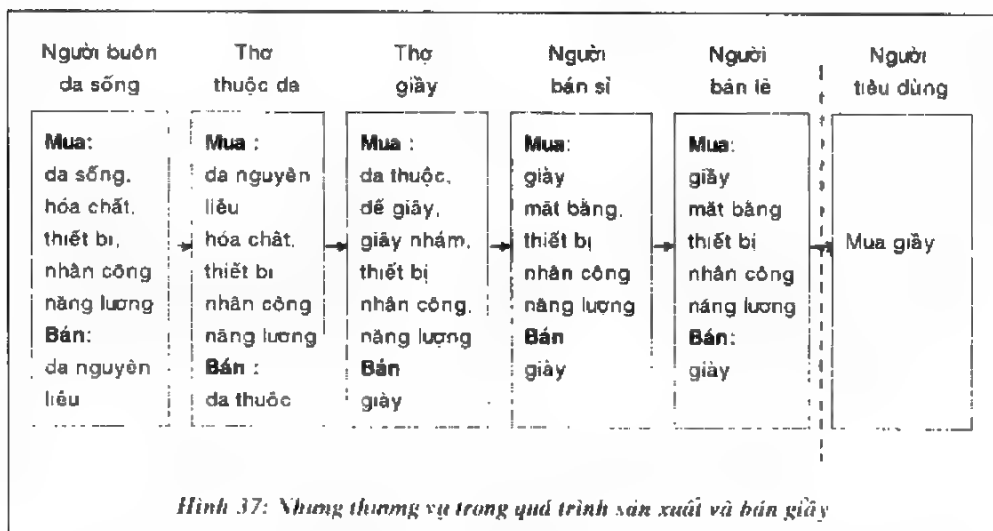 Người buôn
da sống
Thợ
thuộc da
Thợ
giầy
Người
bán sỉ
Người
bán lẻ
Người
tiêu dùng
Mua:
da sống,
hóa chất,
thiết bị,
nhân công
năng lượng
Bán:
da nguyên
liệu
Mua :
da nguyên
liệu
hóa chất,
thiết bị
nhân công
năng lượng
Bán :
da thuộc
Mua :
da thuộc,
đế giầy,
giấy nhám,
thiết bị
nhân công,
năng lượng
Bán
giày
Mua:
giày
mặt bằng,
thiết bị
nhân công
năng lượng
Bán
giầy
Mua:
giầy
mặt bằng
thiết bị
nhân công
năng lượng
Bán:
giày
Mua giầy
Hình 37: Những thương vụ trong quá trình sản xuất và bán giầy